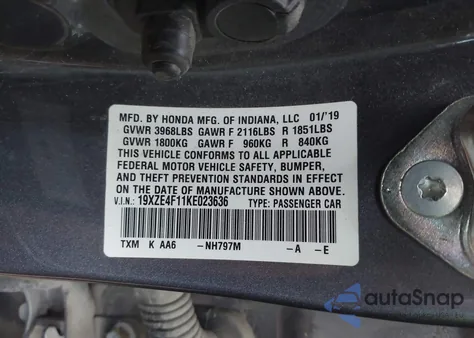 MFD. BY HONDA MFG. OF INDIANA, LLC 01/'19
GVWR 3968LBS GAWR F 2116LBS R 1851LBS
GVWR 1800KG GAWR F 960KG R 840KG
THIS VEHICLE CONFORMS TO ALL APPLICABLE
FEDERAL MOTOR VEHICLE SAFETY, BUMPER,
AND THEFT PREVENTION STANDARDS IN EFFECT
ON THE DATE OF MANUFACTURE SHOWN ABOVE.
V.I.N.: 19XZE4F11KE023636 TYPE: PASSENGER CAR
TXM K AA6 -NH797M -A -E
autoSnap